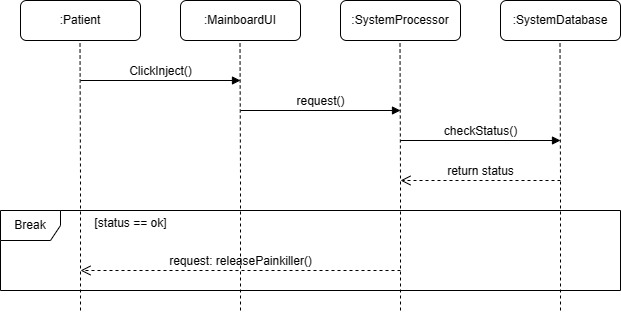 :Patient
:MainboardUI
:SystemProcessor
:SystemDatabase
ClickInject()
request()
checkStatus()
return status
Break
[status == ok]
request: releasePainkiller()